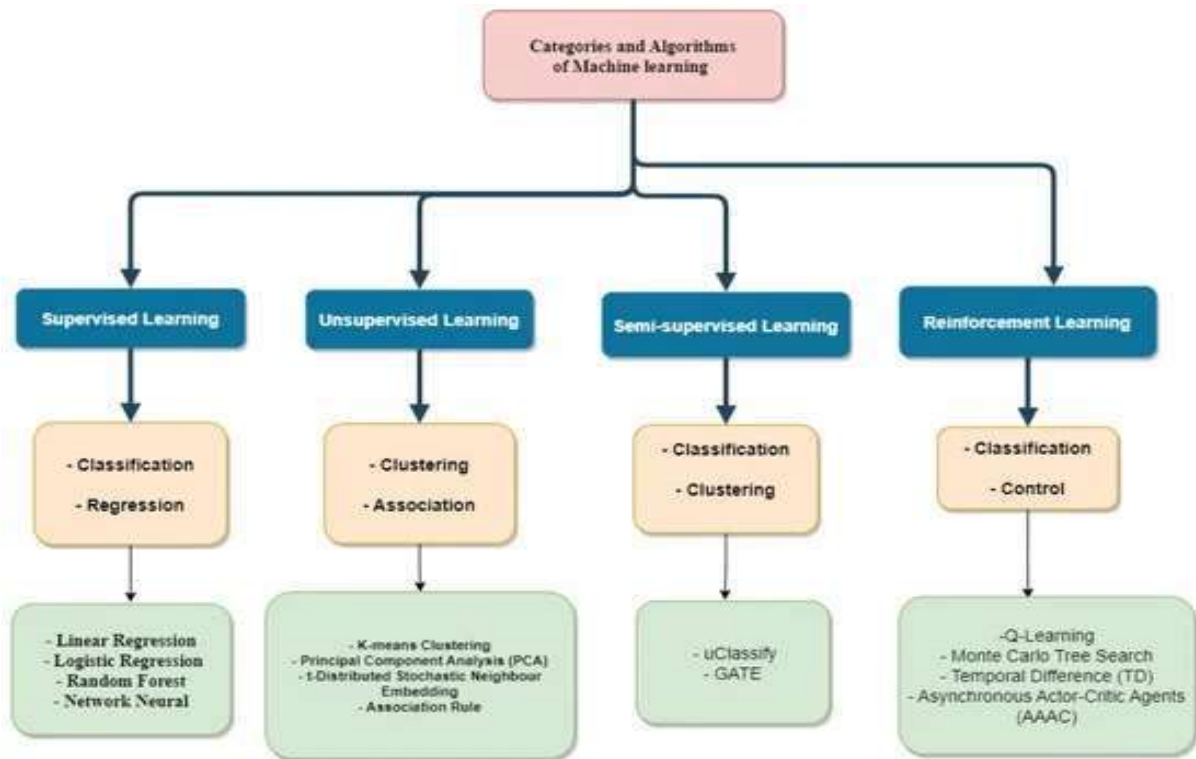 Categories and Algorithms
of Machine learning
Supervised Learning
Unsupervised Learning
Semi-supervised Learning
Reinforcement Learning
- Classification
- Regression
- Clustering
- Association
- Classification
- Clustering
- Classification
- Control
- Linear Regression
- Logistic Regression
- Random Forest
- Network Neural
- K-means Clustering
- Principal Component Analysis (PCA)
- t-Distributed Stochastic Neighbour
Embedding
- Association Rule
- uClassify
- GATE
-Q-Learning
- Monte Carlo Tree Search
- Temporal Difference (TD)
- Asynchronous Actor-Critic Agents
(AAAC)